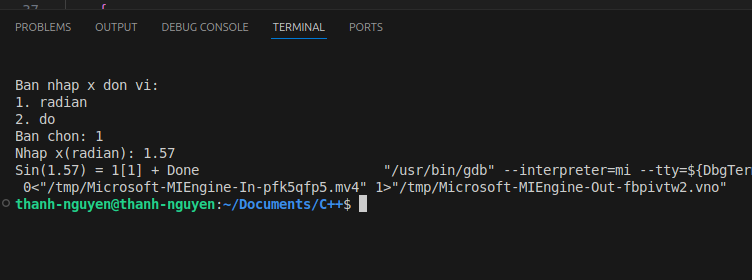 37 {
PROBLEMS OUTPUT DEBUG CONSOLE TERMINAL PORTS
Ban nhap x don vi:
1. radian
2. do
Ban chon: 1
Nhap x(radian): 1.57
Sin(1.57) = 1[1] + Done "/usr/bin/gdb" --interpreter=mi --tty=${DbgTer
0<"/tmp/Microsoft-MIEngine-In-pfk5qfp5.mv4" 1>"/tmp/Microsoft-MIEngine-Out-fbpivtw2.vno"
thanh-nguyen@thanh-nguyen:~/Documents/C++$